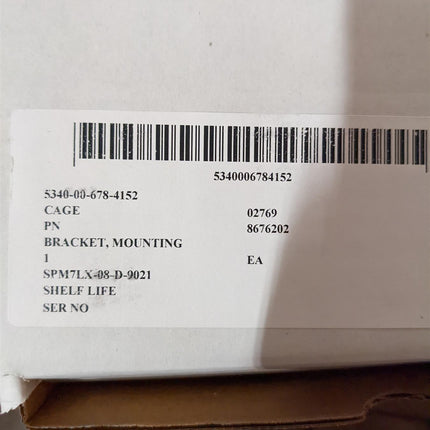 5340006784152
5340-00-678-4152
CAGE 02769
PN 8676202
BRACKET, MOUNTING
1 EA
SPM7LX-08-D-9021
SHELF LIFE
SER NO